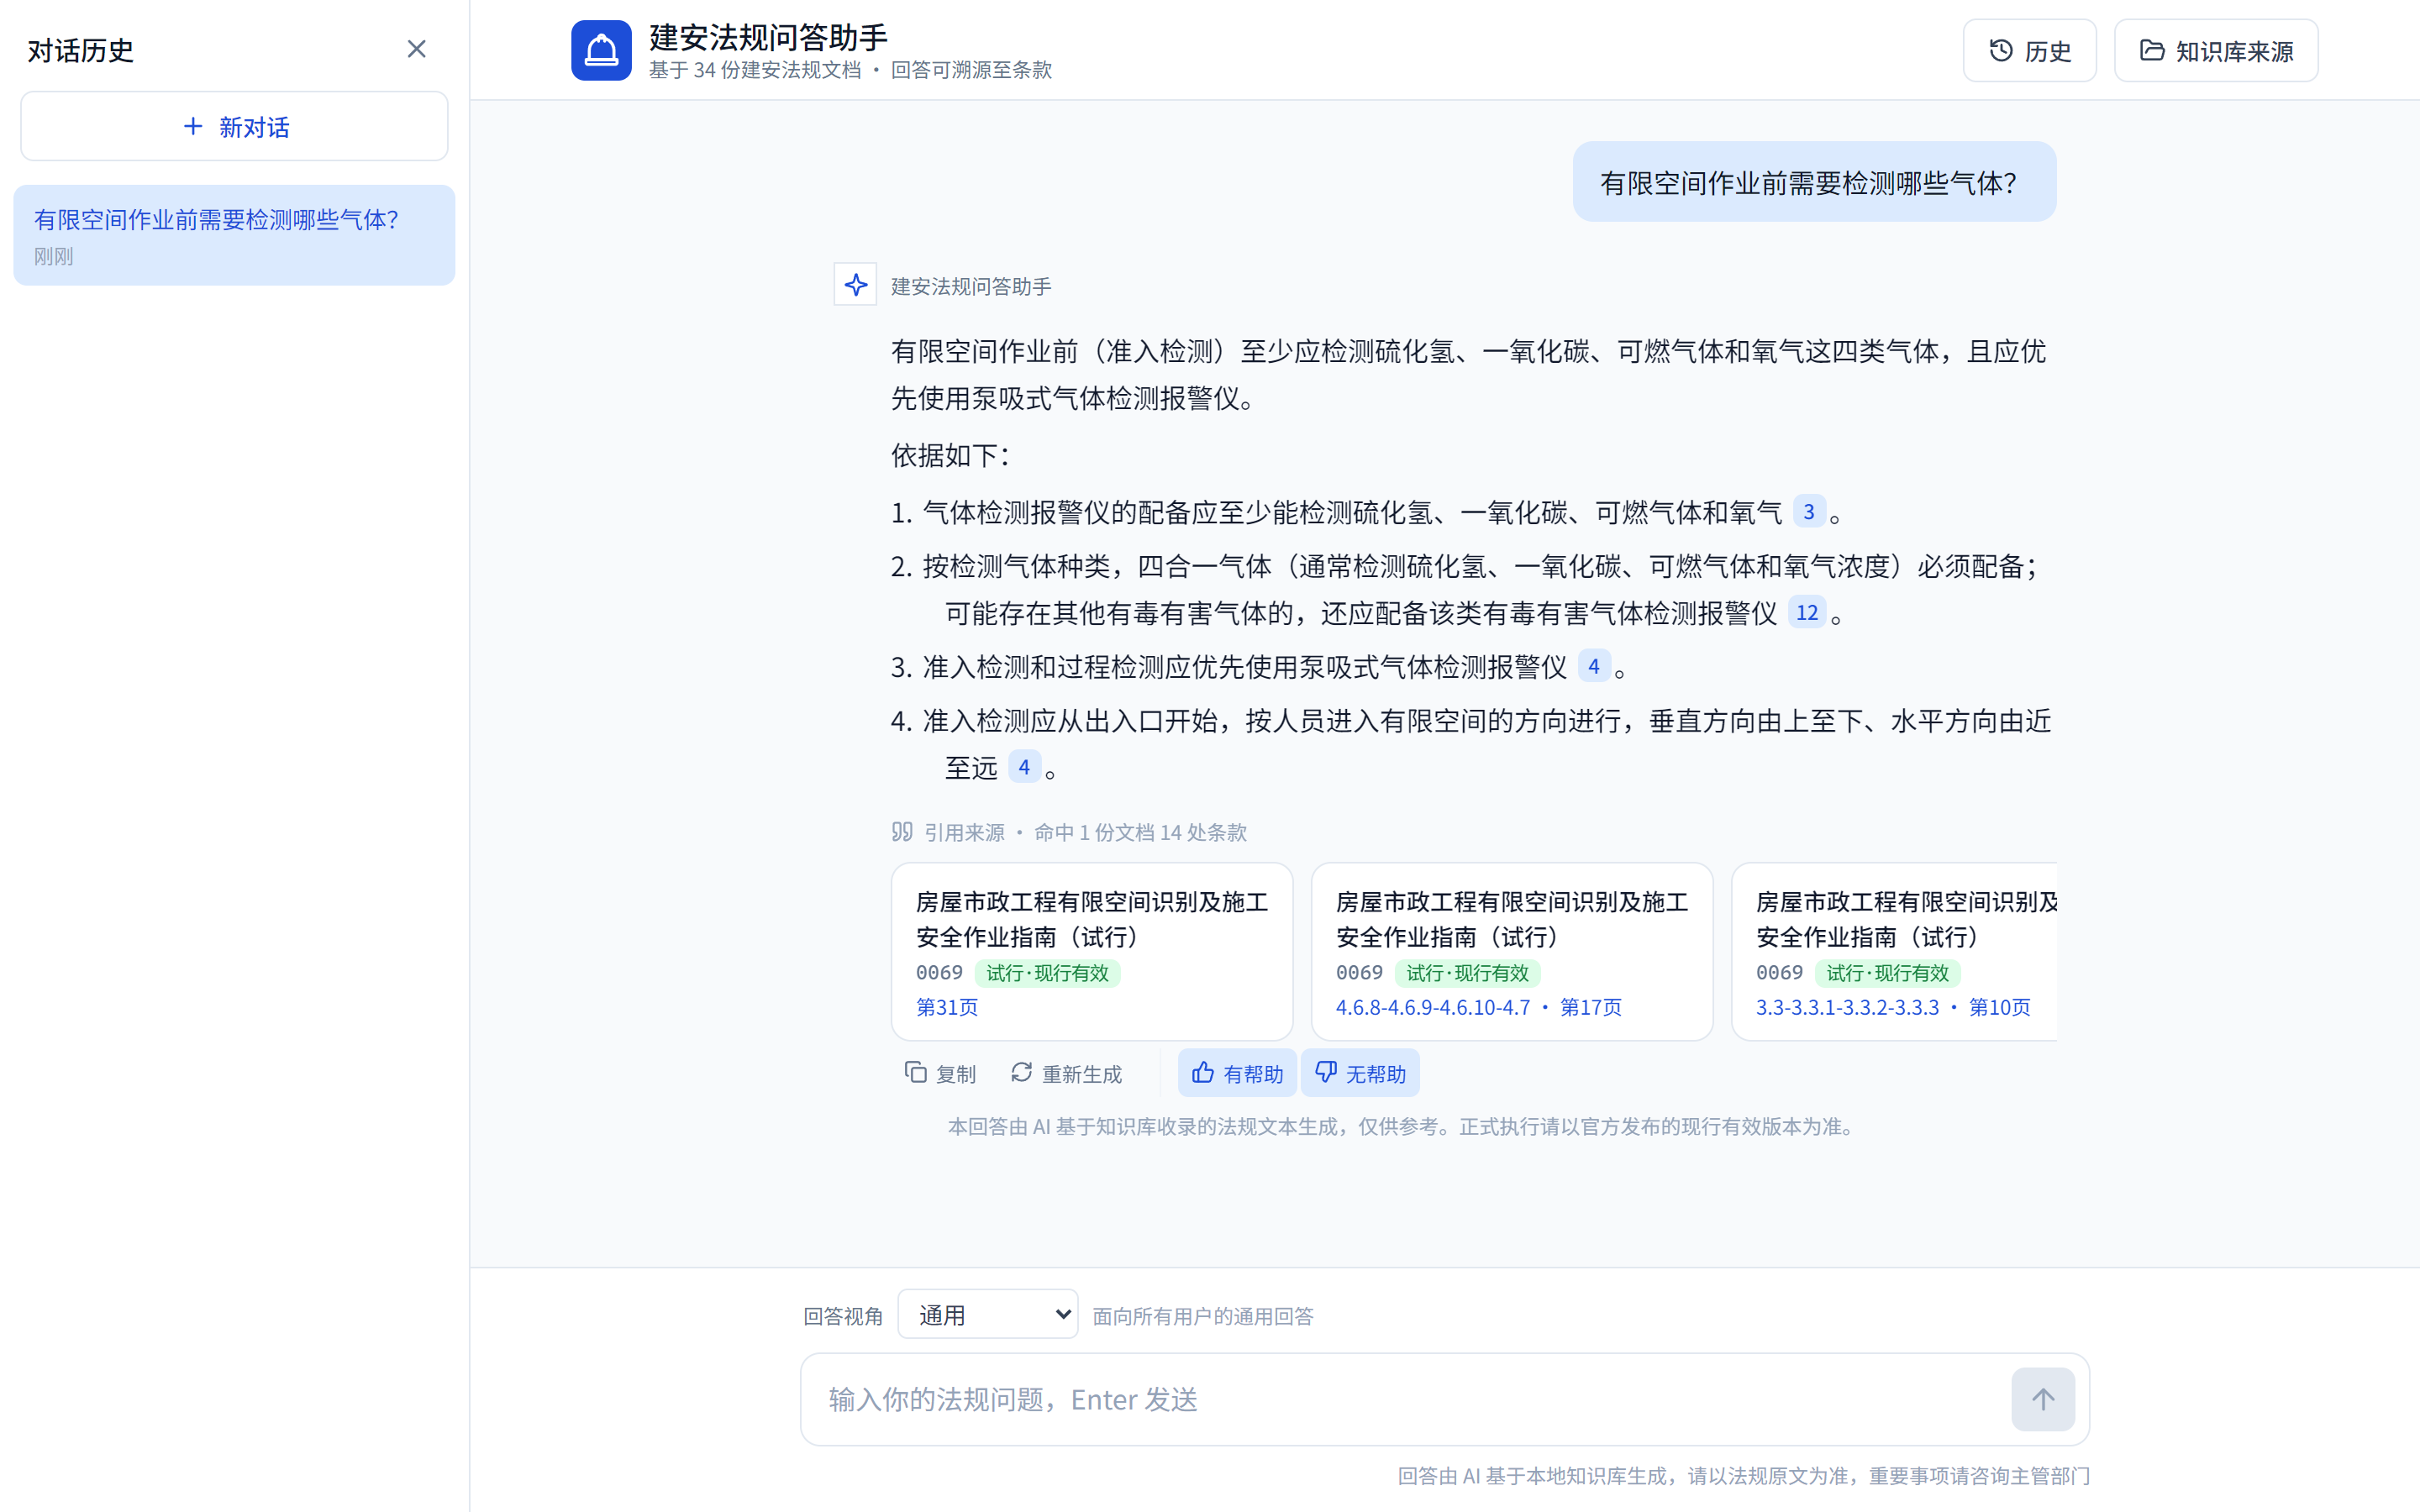 对话历史
新对话
有限空间作业前需要检测哪些气体？
刚刚
建安法规问答助手
基于 34 份建安法规文档 · 回答可溯源至条款
历史
知识库来源
有限空间作业前需要检测哪些气体？
建安法规问答助手
有限空间作业前（准入检测）至少应检测硫化氢、一氧化碳、可燃气体和氧气这四类气体，且应优
先使用泵吸式气体检测报警仪。
依据如下：
1. 气体检测报警仪的配备应至少能检测硫化氢、一氧化碳、可燃气体和氧气 3 。
2. 按检测气体种类，四合一气体（通常检测硫化氢、一氧化碳、可燃气体和氧气浓度）必须配备；
可能存在其他有毒有害气体的，还应配备该类有毒有害气体检测报警仪 12 。
3. 准入检测和过程检测应优先使用泵吸式气体检测报警仪 4 。
4. 准入检测应从出入口开始，按人员进入有限空间的方向进行，垂直方向由上至下、水平方向由近
至远 4 。
引用来源 · 命中 1 份文档 14 处条款
房屋市政工程有限空间识别及施工
安全作业指南（试行）
0069 试行·现行有效
第31页
房屋市政工程有限空间识别及施工
安全作业指南（试行）
0069 试行·现行有效
4.6.8-4.6.9-4.6.10-4.7 · 第17页
房屋市政工程有限空间识别及
安全作业指南（试行）
0069 试行·现行有效
3.3-3.3.1-3.3.2-3.3.3 · 第10页
复制
重新生成
有帮助
无帮助
本回答由 AI 基于知识库收录的法规文本生成，仅供参考。正式执行请以官方发布的现行有效版本为准。
回答视角
通用
面向所有用户的通用回答
输入你的法规问题，Enter 发送
回答由 AI 基于本地知识库生成，请以法规原文为准，重要事项请咨询主管部门